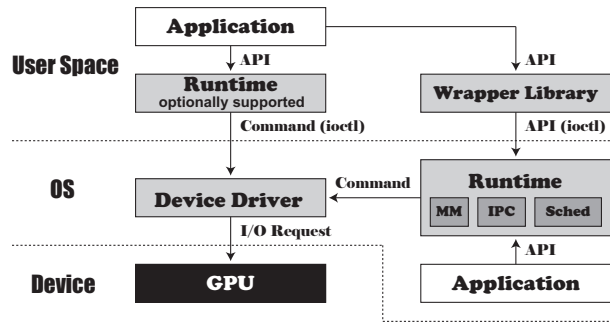 Application
API
API
User Space
Runtime
optionally supported
Wrapper Library
Command (ioctl)
API (ioctl)
OS
Device Driver
Command
Runtime
MM
IPC
Sched
I/O Request
API
Device
GPU
Application